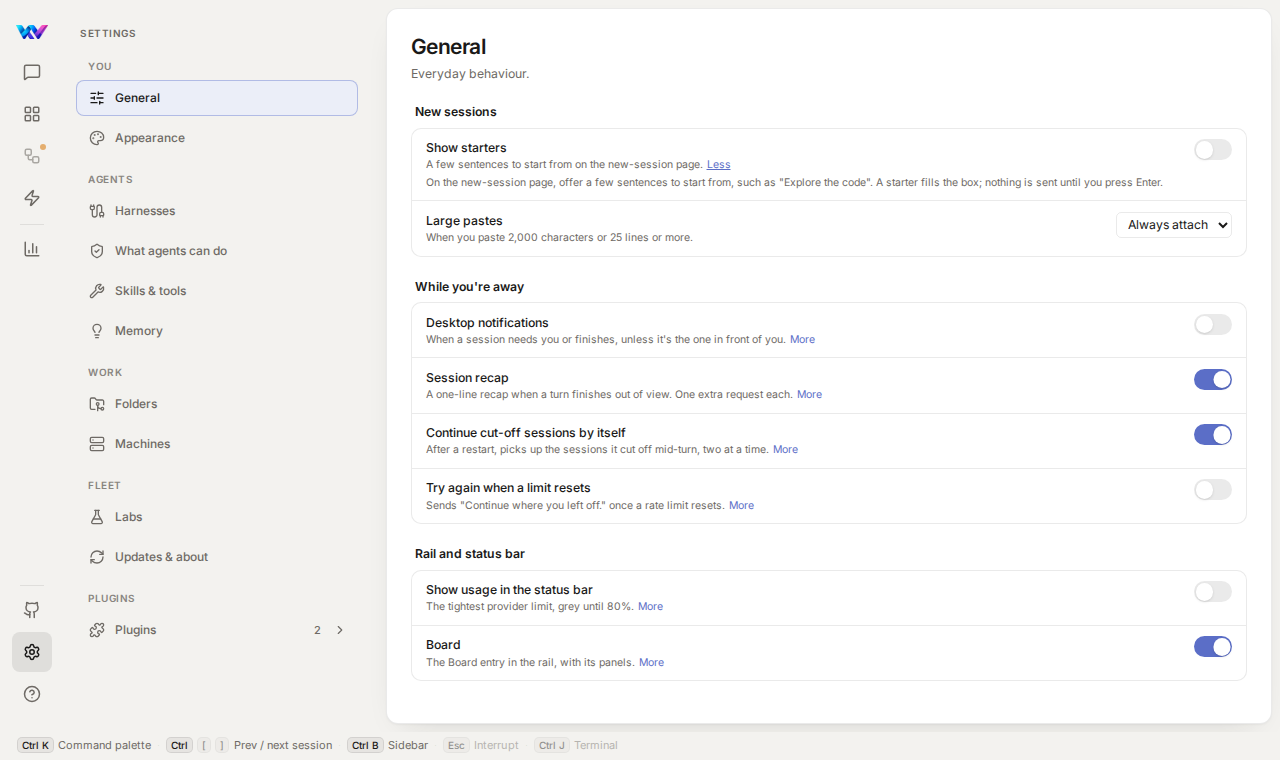 SETTINGS
YOU
General
Appearance
AGENTS
Harnesses
What agents can do
Skills & tools
Memory
WORK
Folders
Machines
FLEET
Labs
Updates & about
PLUGINS
Plugins 2
General
Everyday behaviour.
New sessions
Show starters
A few sentences to start from on the new-session page. Less
On the new-session page, offer a few sentences to start from, such as "Explore the code". A starter fills the box; nothing is sent until you press Enter.
Large pastes
Always attach
When you paste 2,000 characters or 25 lines or more.
While you're away
Desktop notifications
When a session needs you or finishes, unless it's the one in front of you. More
Session recap
A one-line recap when a turn finishes out of view. One extra request each. More
Continue cut-off sessions by itself
After a restart, picks up the sessions it cut off mid-turn, two at a time. More
Try again when a limit resets
Sends "Continue where you left off." once a rate limit resets. More
Rail and status bar
Show usage in the status bar
The tightest provider limit, grey until 80%. More
Board
The Board entry in the rail, with its panels. More
Ctrl K Command palette Ctrl [ ] Prev / next session Ctrl B Sidebar Esc Interrupt Ctrl J Terminal